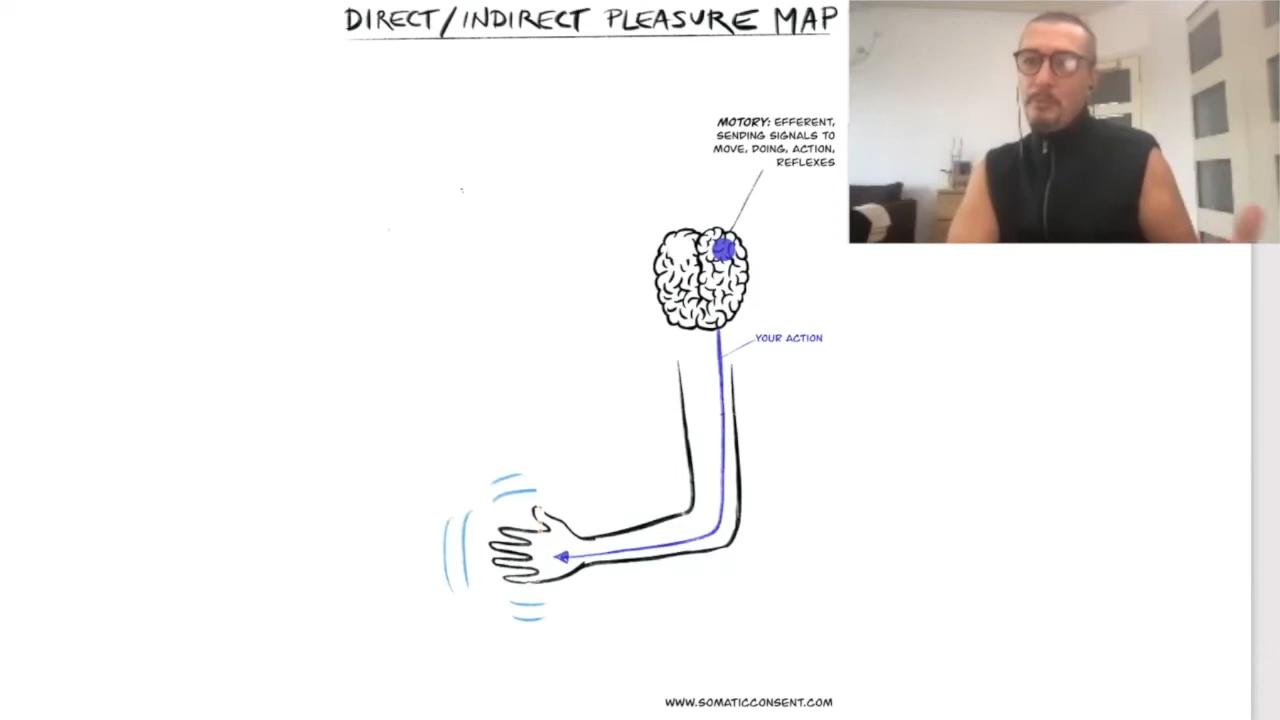 DIRECT/INDIRECT PLEASURE MAP
MOTORY: EFFERENT,
SENDING SIGNALS TO
MOVE, DOING, ACTION,
REFLEXES
YOUR ACTION
WWW.SOMATICCONSENT.COM